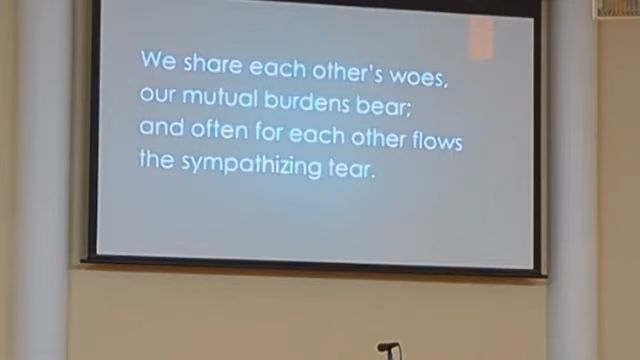 We share each other's woes,
our mutual burdens bear;
and often for each other flows
the sympathizing tear.